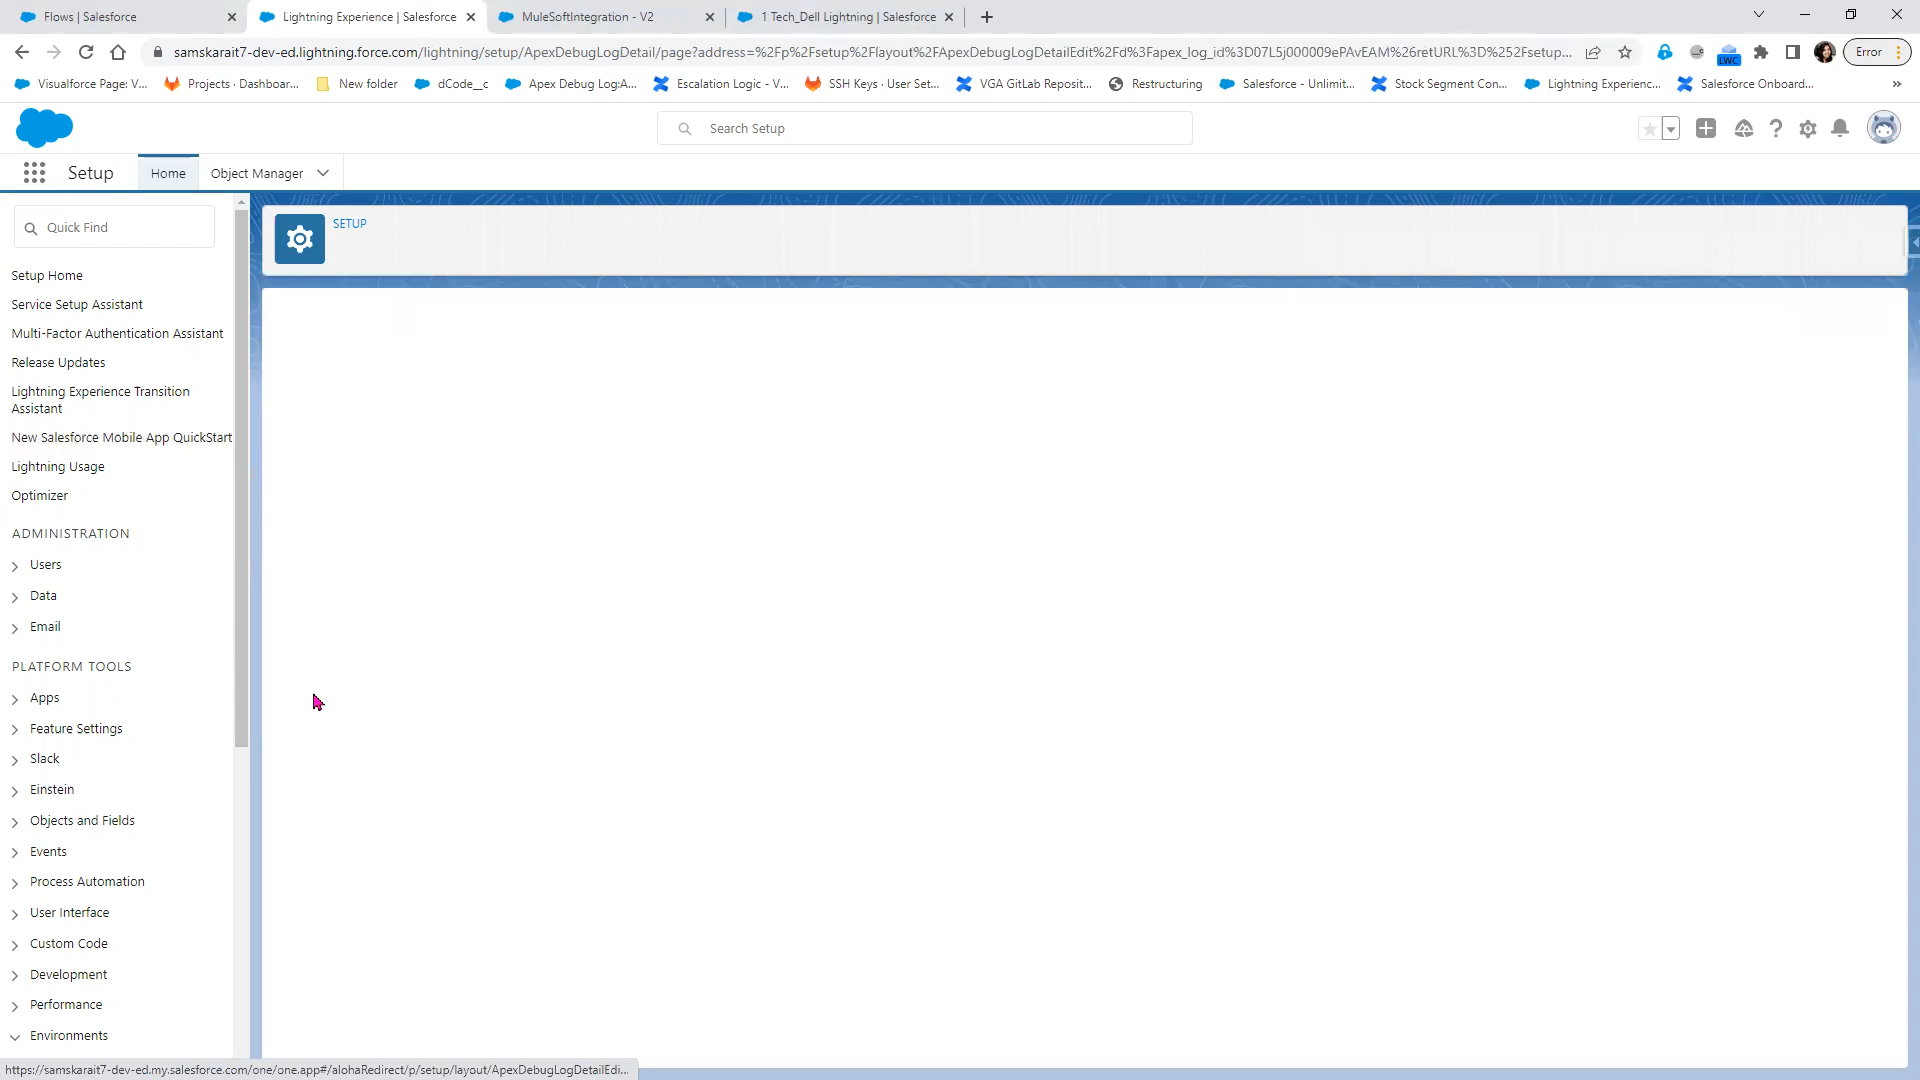 Flows | Salesforce
Lightning Experience | Salesforce
MuleSoftIntegration - V2
1 Tech_Dell Lightning | Salesforce
samskarait7-dev-ed.lightning.force.com/lightning/setup/ApexDebugLogDetail/page?address=%2Fp%2Fsetup%2Flayout%2FApexDebugLogDetailEdit%2Fd%3Fapex_log_id%3D07L5j000009ePAvEAM%26retURL%3D%252Fsetup...
Error
Visualforce Page: V...
Projects · Dashboar...
New folder
dCode__c
Apex Debug Log:A...
Escalation Logic - V...
SSH Keys · User Set...
VGA GitLab Reposit...
Restructuring
Salesforce - Unlimit...
Stock Segment Con...
Lightning Experienc...
Salesforce Onboard...
Search Setup
LWC
Setup
Home
Object Manager
Quick Find
SETUP
Setup Home
Service Setup Assistant
Multi-Factor Authentication Assistant
Release Updates
Lightning Experience Transition
Assistant
New Salesforce Mobile App QuickStart
Lightning Usage
Optimizer
ADMINISTRATION
Users
Data
Email
PLATFORM TOOLS
Apps
Feature Settings
Slack
Einstein
Objects and Fields
Events
Process Automation
User Interface
Custom Code
Development
Performance
Environments
https://samskarait7-dev-ed.my.salesforce.com/one/one.app#/alohaRedirect/p/setup/layout/ApexDebugLogDetailEdi...